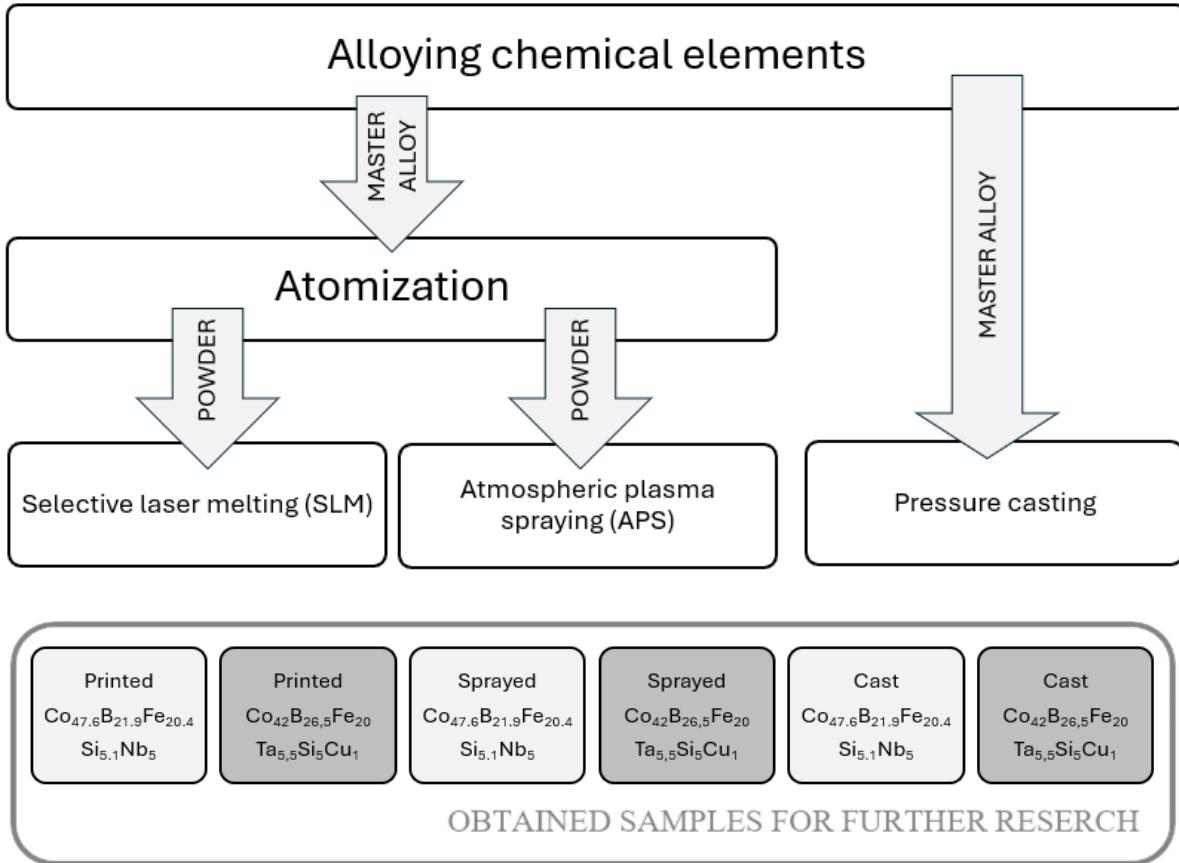 Alloying chemical elements
MASTER
ALLOY
MASTER ALLOY
Atomization
POWDER
POWDER
Selective laser melting (SLM)
Atmospheric plasma
spraying (APS)
Pressure casting
Printed
Co47.6B21.9Fe20.4
Si5.1Nb5
Printed
Co42B26,5Fe20
Ta5,5Si5Cu1
Sprayed
Co47.6B21.9Fe20.4
Si5.1Nb5
Sprayed
Co42B26,5Fe20
Ta5,5Si5Cu1
Cast
Co47.6B21.9Fe20.4
Si5.1Nb5
Cast
Co42B26,5Fe20
Ta5,5Si5Cu1
OBTAINED SAMPLES FOR FURTHER RESERCH